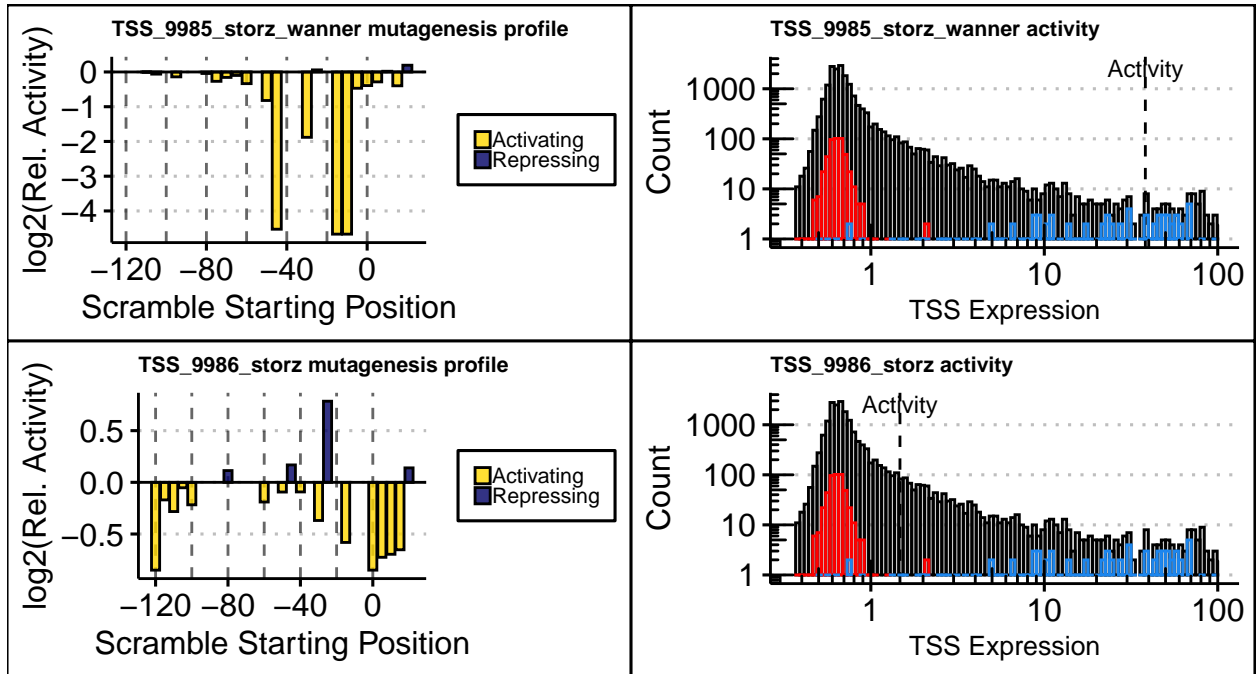 TSS_9985_storz_wanner mutagenesis profile
log2(Rel. Activity)
0
−1
−2
−3
−4
−120 −80 −40 0
Scramble Starting Position
Activating
Repressing
TSS_9985_storz_wanner activity
Activity
Count
1000
100
10
1
1 10 100
TSS Expression
TSS_9986_storz mutagenesis profile
log2(Rel. Activity)
0.5
0.0
−0.5
−120 −80 −40 0
Scramble Starting Position
Activating
Repressing
TSS_9986_storz activity
Activity
Count
1000
100
10
1
1 10 100
TSS Expression